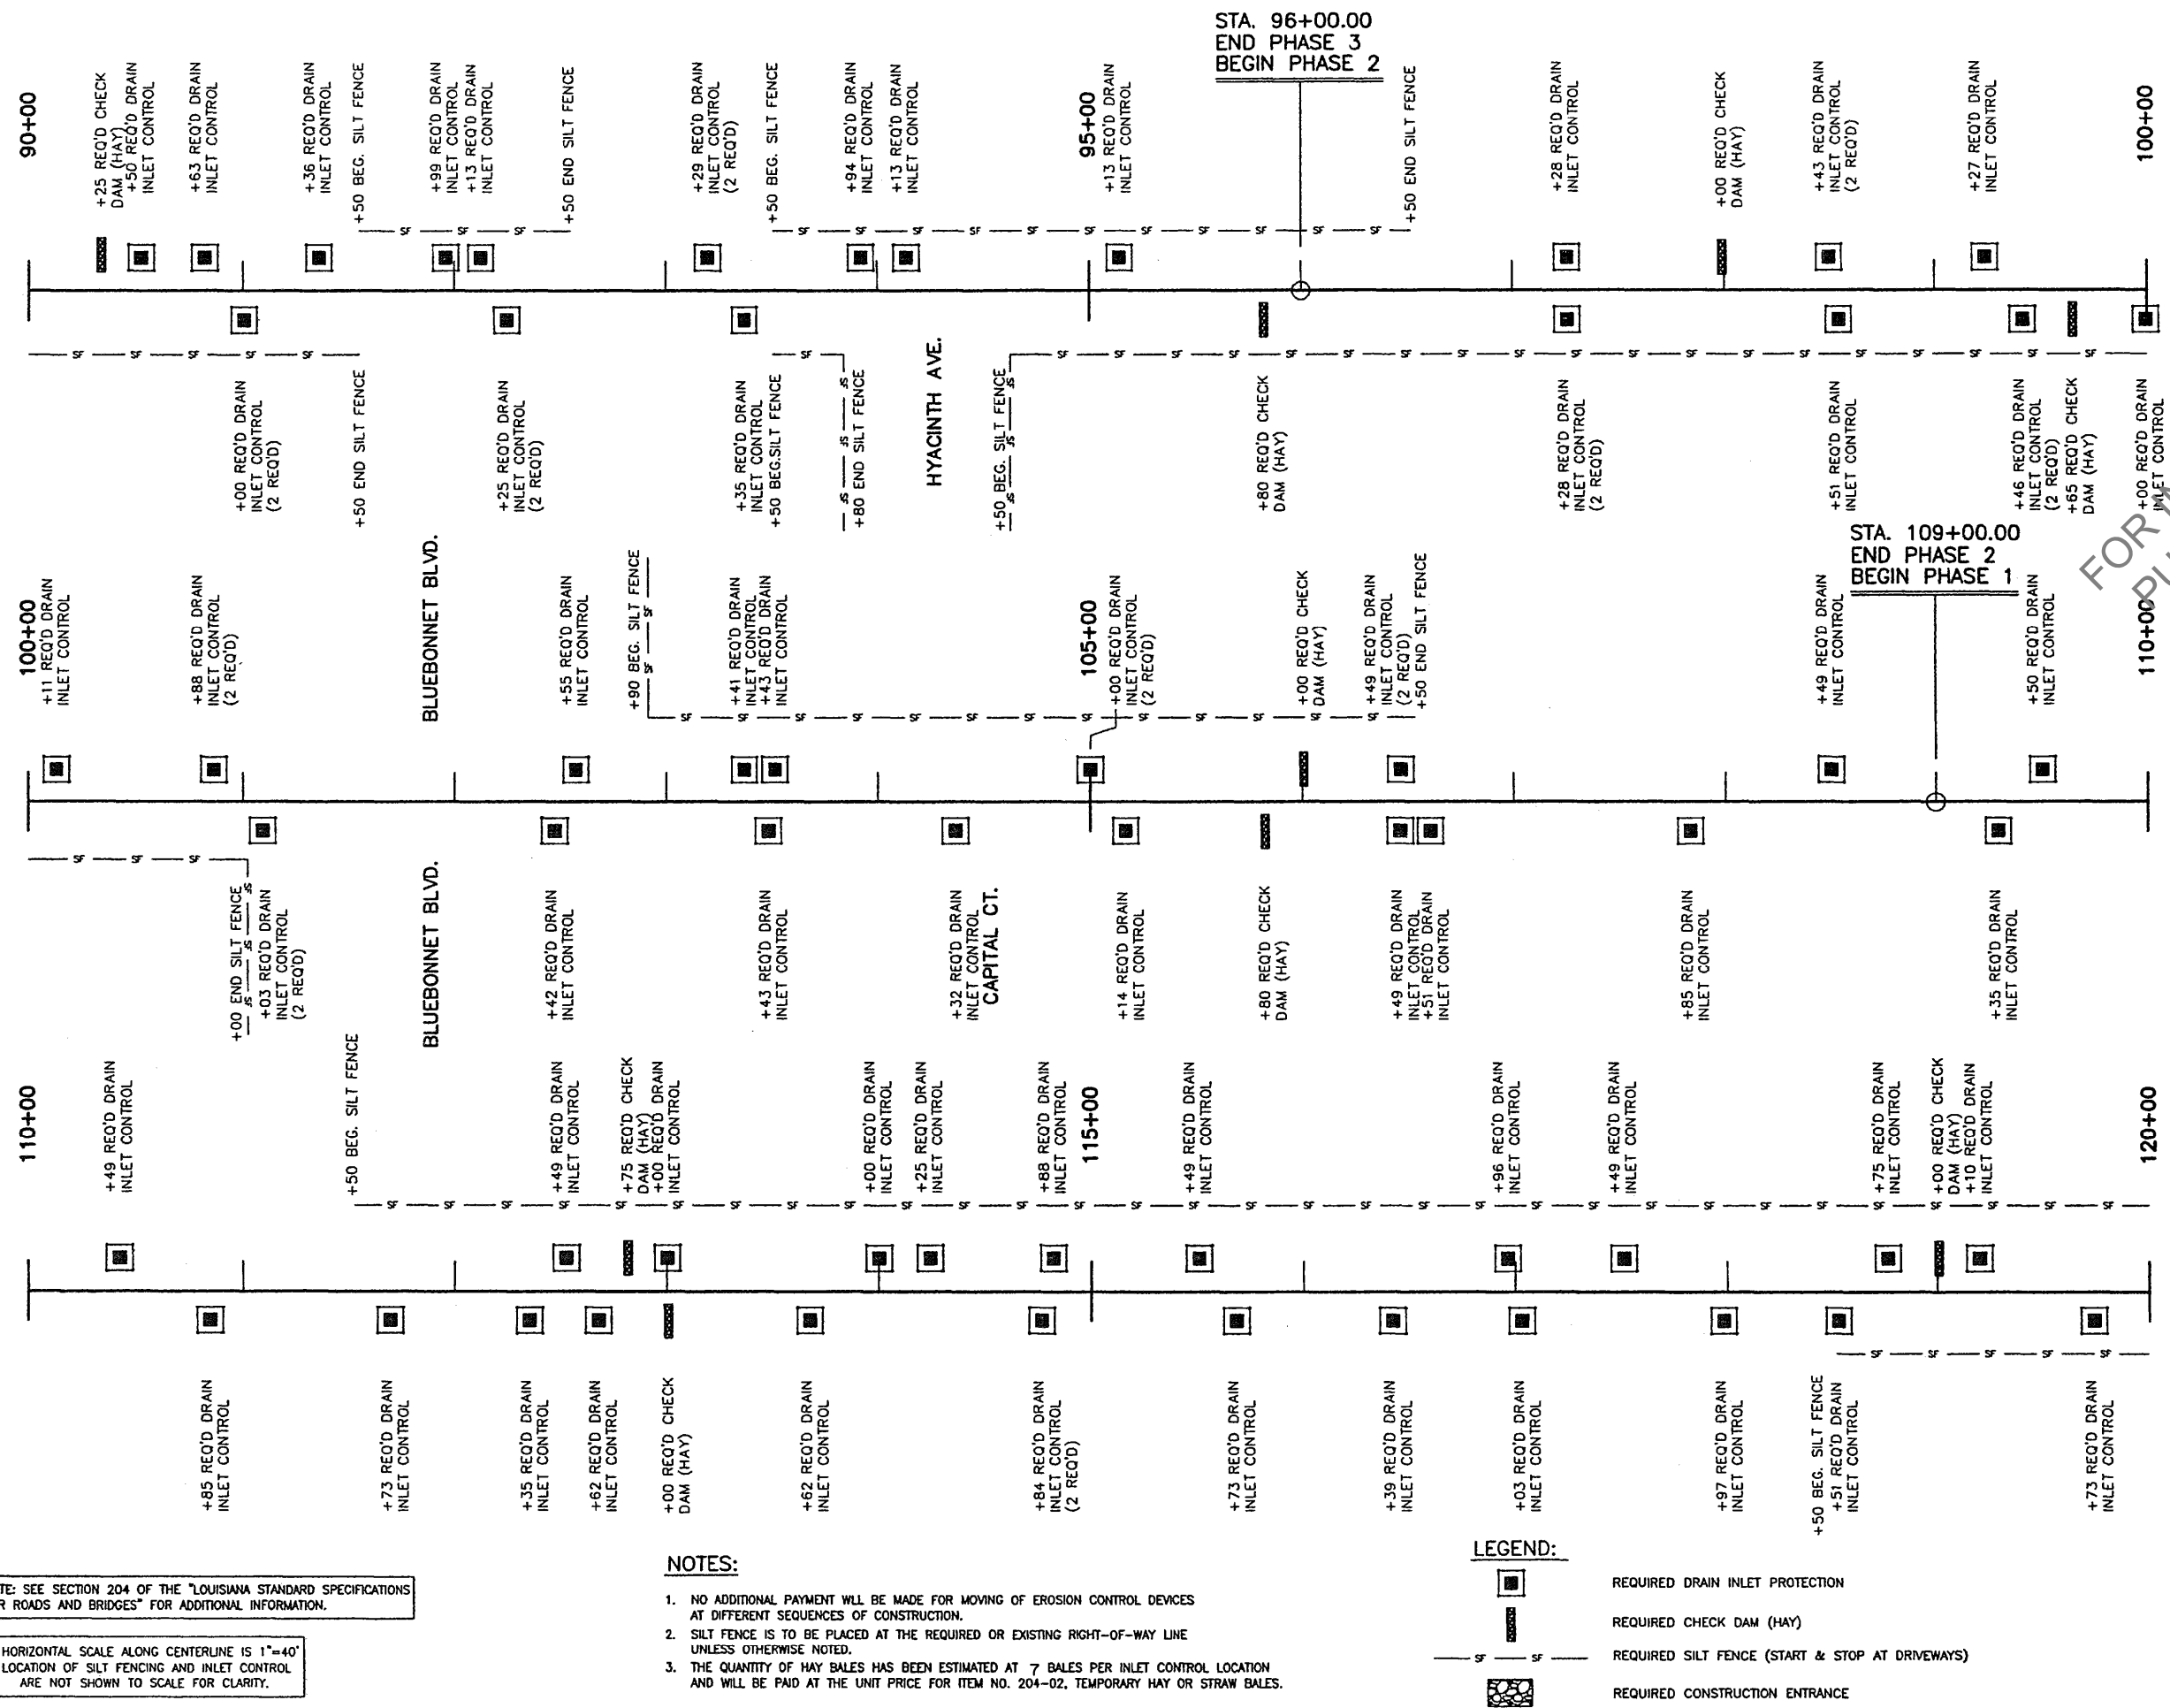 STA. 96+00.00
END PHASE 3
BEGIN PHASE 2
90+00
+25 REQ'D CHECK
DAM (HAY)
+50 REQ'D DRAIN
INLET CONTROL
+63 REQ'D DRAIN
INLET CONTROL
+36 REQ'D DRAIN
INLET CONTROL
+50 BEG. SILT FENCE
+99 REQ'D DRAIN
INLET CONTROL
+13 REQ'D DRAIN
INLET CONTROL
+50 END SILT FENCE
+29 REQ'D DRAIN
INLET CONTROL
(2 REQ'D)
+50 BEG. SILT FENCE
+94 REQ'D DRAIN
INLET CONTROL
+13 REQ'D DRAIN
INLET CONTROL
95+00
+13 REQ'D DRAIN
INLET CONTROL
+50 END SILT FENCE
+28 REQ'D DRAIN
INLET CONTROL
+00 REQ'D CHECK
DAM (HAY)
+43 REQ'D DRAIN
INLET CONTROL
(2 REQ'D)
+27 REQ'D DRAIN
INLET CONTROL
100+00
+00 REQ'D DRAIN
INLET CONTROL
(2 REQ'D)
+50 END SILT FENCE
+25 REQ'D DRAIN
INLET CONTROL
(2 REQ'D)
+35 REQ'D DRAIN
INLET CONTROL
+50 BEG.SILT FENCE
+80 END SILT FENCE
HYACINTH AVE.
+50 BEG. SILT FENCE
+80 REQ'D CHECK
DAM (HAY)
+28 REQ'D DRAIN
INLET CONTROL
(2 REQ'D)
+51 REQ'D DRAIN
INLET CONTROL
+46 REQ'D DRAIN
INLET CONTROL
(2 REQ'D)
+65 REQ'D CHECK
DAM (HAY)
+00 REQ'D DRAIN
INLET CONTROL
FOR
STA. 109+00.00
END PHASE 2
BEGIN PHASE 1
100+00
+11 REQ'D DRAIN
INLET CONTROL
+88 REQ'D DRAIN
INLET CONTROL
(2 REQ'D)
BLUEBONNET BLVD.
+55 REQ'D DRAIN
INLET CONTROL
+90 BEG. SILT FENCE
+41 REQ'D DRAIN
INLET CONTROL
+43 REQ'D DRAIN
INLET CONTROL
105+00
+00 REQ'D DRAIN
INLET CONTROL
(2 REQ'D)
+00 REQ'D CHECK
DAM (HAY)
+49 REQ'D DRAIN
INLET CONTROL
(2 REQ'D)
+50 END SILT FENCE
+49 REQ'D DRAIN
INLET CONTROL
+50 REQ'D DRAIN
INLET CONTROL
110+00
+00 END SILT FENCE
+03 REQ'D DRAIN
INLET CONTROL
(2 REQ'D)
BLUEBONNET BLVD.
+42 REQ'D DRAIN
INLET CONTROL
+43 REQ'D DRAIN
INLET CONTROL
+32 REQ'D DRAIN
INLET CONTROL
CAPITAL CT.
+14 REQ'D DRAIN
INLET CONTROL
+80 REQ'D CHECK
DAM (HAY)
+49 REQ'D DRAIN
INLET CONTROL
+51 REQ'D DRAIN
INLET CONTROL
+85 REQ'D DRAIN
INLET CONTROL
+35 REQ'D DRAIN
INLET CONTROL
110+00
+49 REQ'D DRAIN
INLET CONTROL
+50 BEG. SILT FENCE
+49 REQ'D DRAIN
INLET CONTROL
+75 REQ'D CHECK
DAM (HAY)
+00 REQ'D DRAIN
INLET CONTROL
+00 REQ'D DRAIN
INLET CONTROL
+25 REQ'D DRAIN
INLET CONTROL
+88 REQ'D DRAIN
INLET CONTROL
115+00
+49 REQ'D DRAIN
INLET CONTROL
+96 REQ'D DRAIN
INLET CONTROL
+49 REQ'D DRAIN
INLET CONTROL
+75 REQ'D DRAIN
INLET CONTROL
+00 REQ'D CHECK
DAM (HAY)
+10 REQ'D DRAIN
INLET CONTROL
120+00
+85 REQ'D DRAIN
INLET CONTROL
+73 REQ'D DRAIN
INLET CONTROL
+35 REQ'D DRAIN
INLET CONTROL
+62 REQ'D DRAIN
INLET CONTROL
+00 REQ'D CHECK
DAM (HAY)
+62 REQ'D DRAIN
INLET CONTROL
+84 REQ'D DRAIN
INLET CONTROL
(2 REQ'D)
+73 REQ'D DRAIN
INLET CONTROL
+39 REQ'D DRAIN
INLET CONTROL
+03 REQ'D DRAIN
INLET CONTROL
+97 REQ'D DRAIN
INLET CONTROL
+50 BEG. SILT FENCE
+51 REQ'D DRAIN
INLET CONTROL
+73 REQ'D DRAIN
INLET CONTROL
TE: SEE SECTION 204 OF THE "LOUISIANA STANDARD SPECIFICATIONS
R ROADS AND BRIDGES" FOR ADDITIONAL INFORMATION.
HORIZONTAL SCALE ALONG CENTERLINE IS 1"=40'
LOCATION OF SILT FENCING AND INLET CONTROL
ARE NOT SHOWN TO SCALE FOR CLARITY.
NOTES:
1. NO ADDITIONAL PAYMENT WILL BE MADE FOR MOVING OF EROSION CONTROL DEVICES
AT DIFFERENT SEQUENCES OF CONSTRUCTION.
2. SILT FENCE IS TO BE PLACED AT THE REQUIRED OR EXISTING RIGHT-OF-WAY LINE
UNLESS OTHERWISE NOTED.
3. THE QUANTITY OF HAY BALES HAS BEEN ESTIMATED AT 7 BALES PER INLET CONTROL LOCATION
AND WILL BE PAID AT THE UNIT PRICE FOR ITEM NO. 204-02, TEMPORARY HAY OR STRAW BALES.
LEGEND:
REQUIRED DRAIN INLET PROTECTION
REQUIRED CHECK DAM (HAY)
SF SF REQUIRED SILT FENCE (START & STOP AT DRIVEWAYS)
REQUIRED CONSTRUCTION ENTRANCE